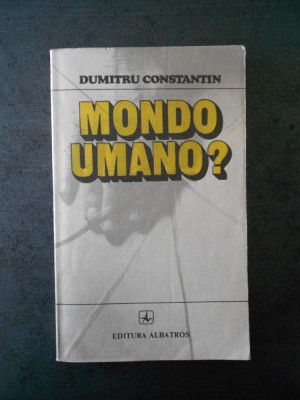 DUMITRU CONSTANTIN
MONDO
UMANO?
EDITURA ALBATROS